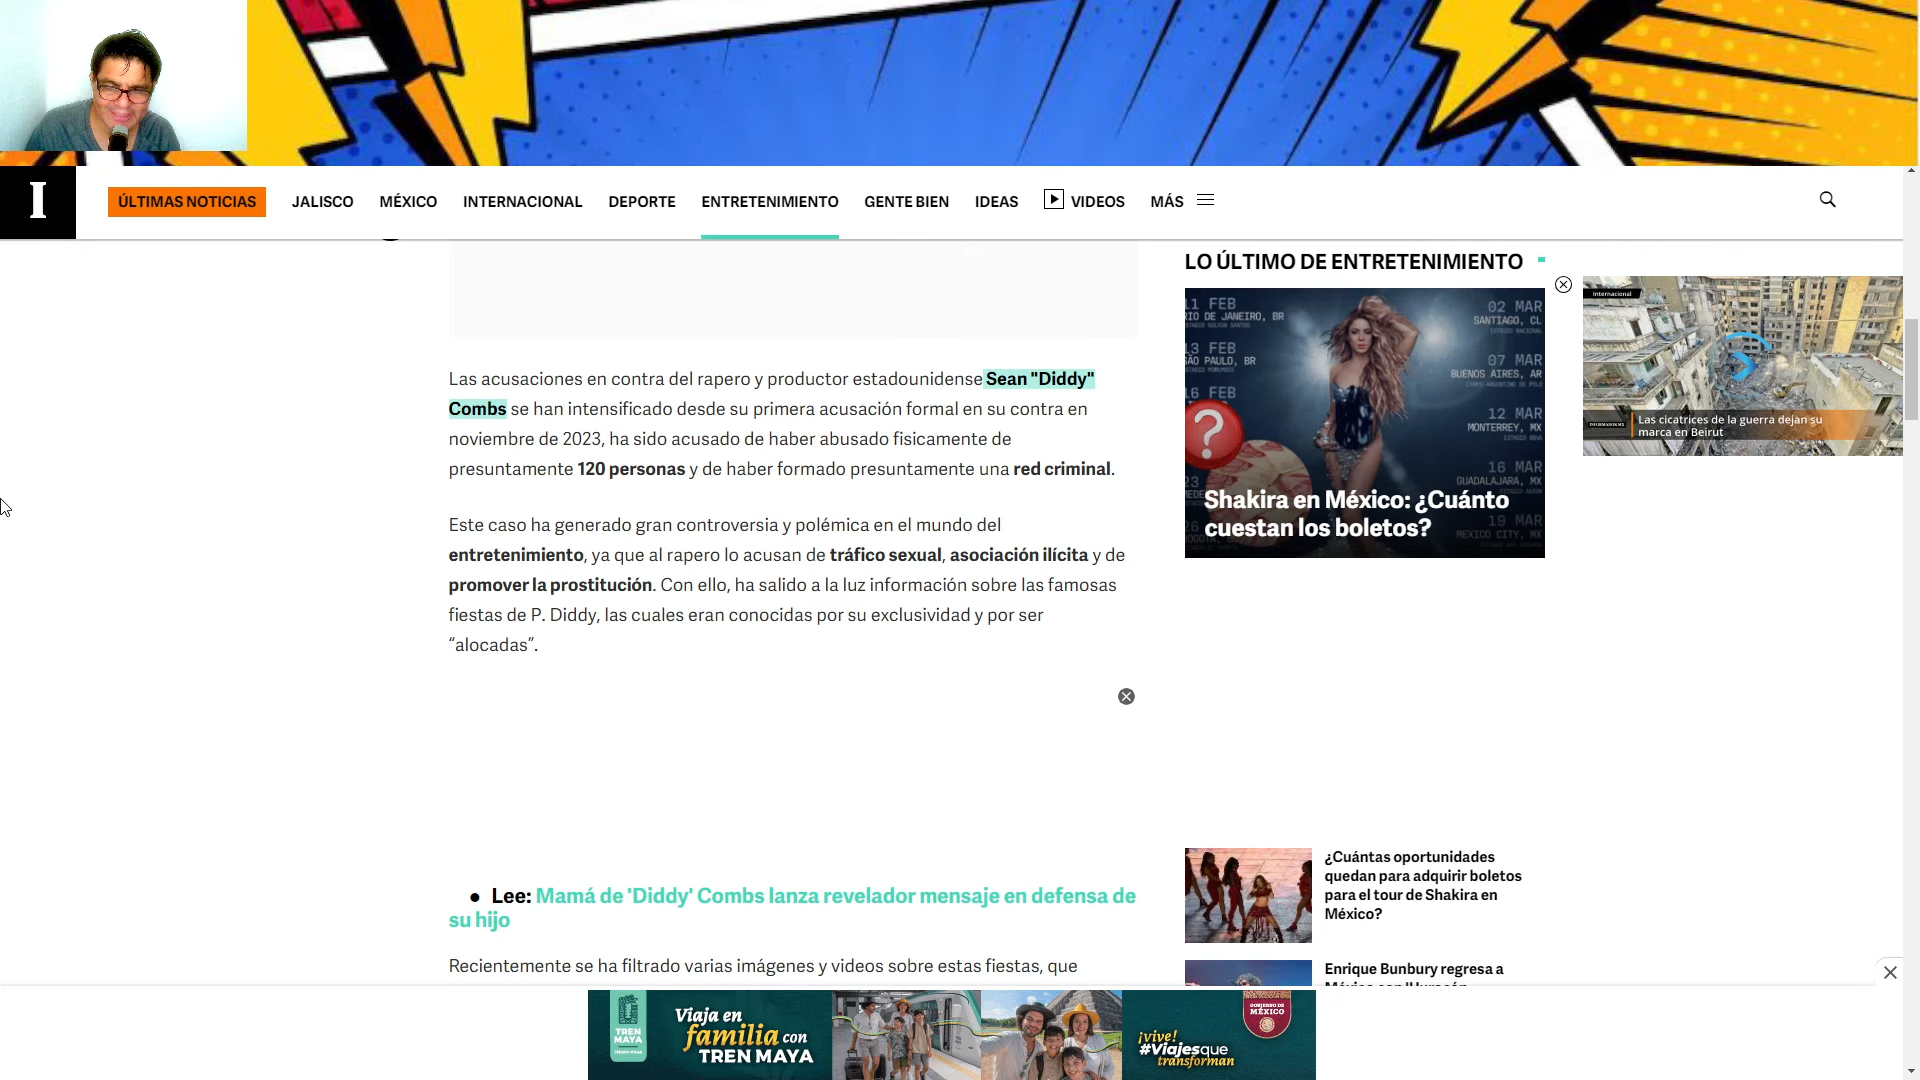 I
ÚLTIMAS NOTICIAS
JALISCO
MÉXICO
INTERNACIONAL
DEPORTE
ENTRETENIMIENTO
GENTE BIEN
IDEAS
VIDEOS
MÁS
Las acusaciones en contra del rapero y productor estadounidense Sean "Diddy"
Combs se han intensificado desde su primera acusación formal en su contra en
noviembre de 2023, ha sido acusado de haber abusado fisicamente de
presuntamente 120 personas y de haber formado presuntamente una red criminal.
Este caso ha generado gran controversia y polémica en el mundo del
entretenimiento, ya que al rapero lo acusan de tráfico sexual, asociación ilícita y de
promover la prostitución. Con ello, ha salido a la luz información sobre las famosas
fiestas de P. Diddy, las cuales eran conocidas por su exclusividad y por ser
“alocadas”.
● Lee: Mamá de 'Diddy' Combs lanza revelador mensaje en defensa de
su hijo
Recientemente se ha filtrado varias imágenes y videos sobre estas fiestas, que
LO ÚLTIMO DE ENTRETENIMIENTO
11 FEB
RIO DE JANEIRO, BR
13 FEB
SÃO PAULO, BR
16 FEB
02 MAR
SANTIAGO, CL
07 MAR
BUENOS AIRES, AR
12 MAR
MONTERREY, MX
16 MAR
GUADALAJARA, MX
19 MAR
MEXICO CITY, MX
Shakira en México: ¿Cuánto
cuestan los boletos?
Internacional
INFORMADOR.MX
Las cicatrices de la guerra dejan su
marca en Beirut
¿Cuántas oportunidades
quedan para adquirir boletos
para el tour de Shakira en
México?
Enrique Bunbury regresa a
TREN
MAYA
Viaja en
familia con
TREN MAYA
¡vive!
#Viajesque
transforman
GOBIERNO DE
MÉXICO